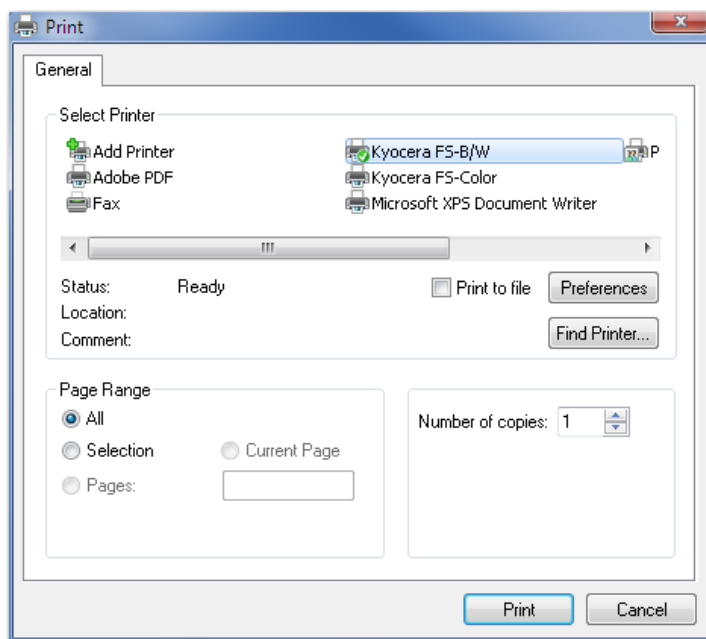 Print
General
Select Printer
Add Printer Kyocera FS-B/W P
Adobe PDF Kyocera FS-Color
Fax Microsoft XPS Document Writer
Status: Ready Print to file Preferences
Location:
Comment: Find Printer...
Page Range
All Number of copies: 1
Selection Current Page
Pages:
Print Cancel